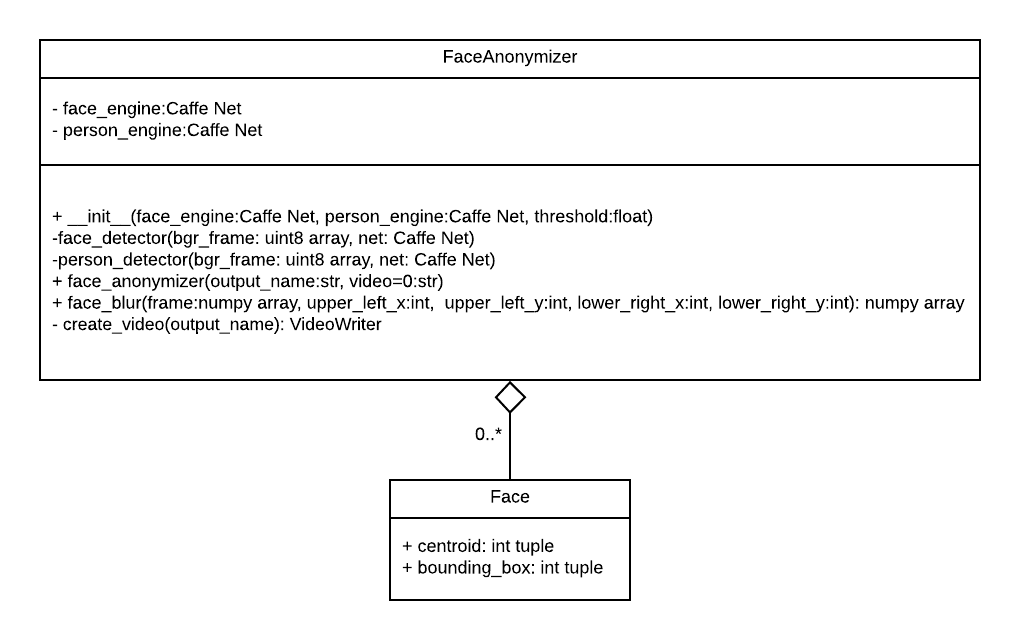 FaceAnonymizer
- face_engine:Caffe Net
- person_engine:Caffe Net
+ __init__(face_engine:Caffe Net, person_engine:Caffe Net, threshold:float)
-face_detector(bgr_frame: uint8 array, net: Caffe Net)
-person_detector(bgr_frame: uint8 array, net: Caffe Net)
+ face_anonymizer(output_name:str, video=0:str)
+ face_blur(frame:numpy array, upper_left_x:int,  upper_left_y:int, lower_right_x:int, lower_right_y:int): numpy array
- create_video(output_name): VideoWriter
0..*
Face
+ centroid: int tuple
+ bounding_box: int tuple